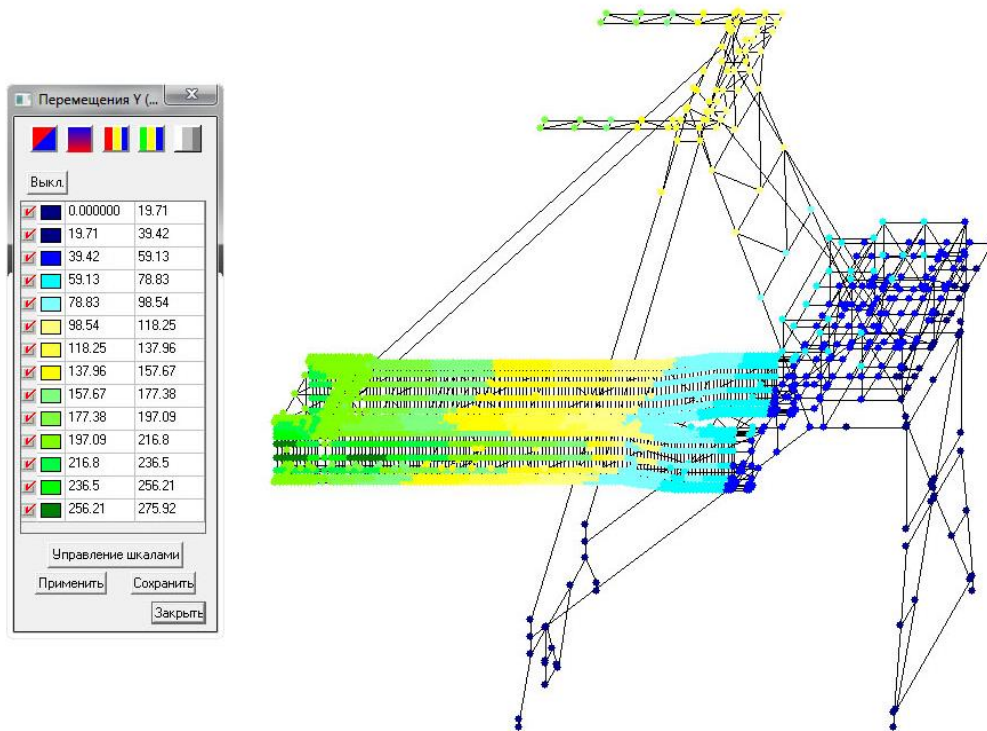 Перемещения Y (...
Выкл.
0.000000 19.71
19.71 39.42
39.42 59.13
59.13 78.83
78.83 98.54
98.54 118.25
118.25 137.96
137.96 157.67
157.67 177.38
177.38 197.09
197.09 216.8
216.8 236.5
236.5 256.21
256.21 275.92
Управление шкалами
Применить Сохранить
Закрыть